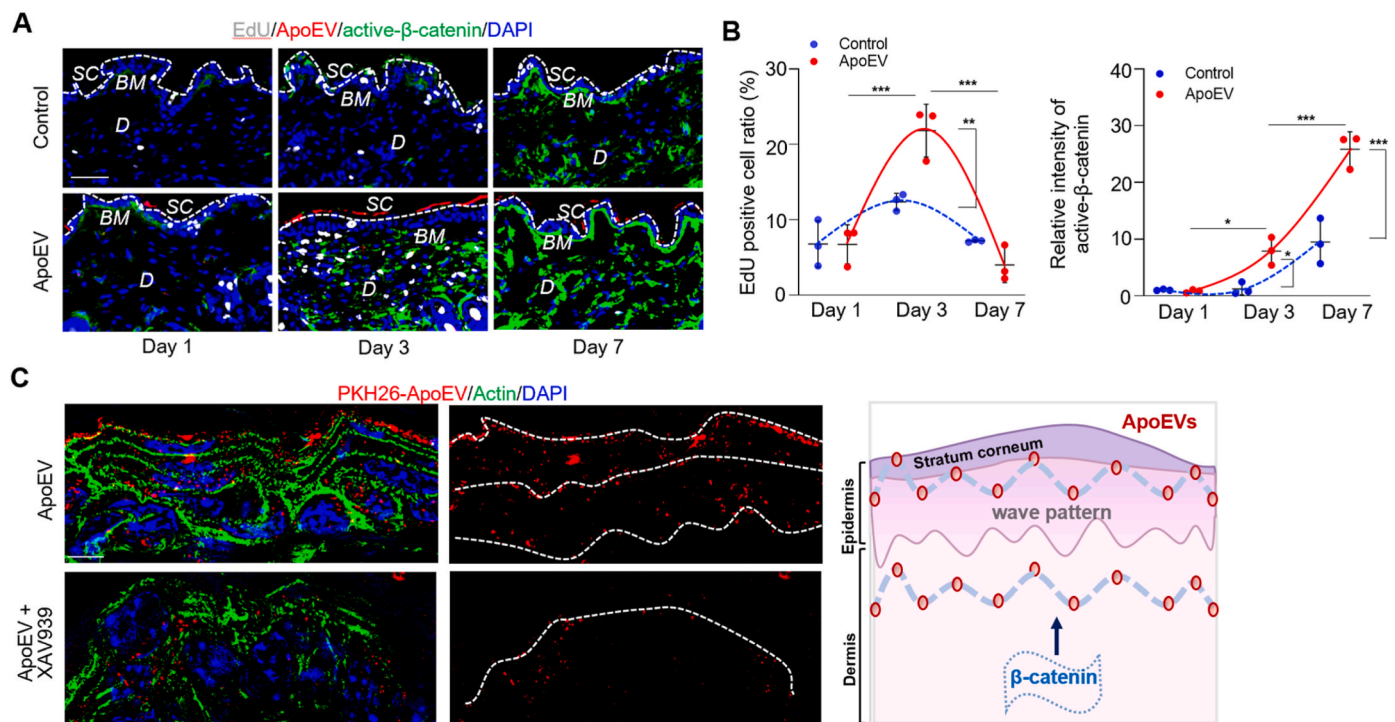 A
EdU/ApoEV/active-β-catenin/DAPI
Control
SC
BM
D
SC
BM
D
SC
BM
D
ApoEV
BM
SC
D
SC
BM
D
SC
BM
D
Day 1
Day 3
Day 7
B
Control
ApoEV
EdU positive cell ratio (%)
30
20
10
0
***
***
**
Day 1
Day 3
Day 7
Relative intensity of
active-β-catenin
Control
ApoEV
40
30
20
10
0
*
*
***
***
Day 1
Day 3
Day 7
C
PKH26-ApoEV/Actin/DAPI
ApoEV
ApoEV +
XAV939
ApoEVs
Stratum corneum
wave pattern
Epidermis
Dermis
β-catenin